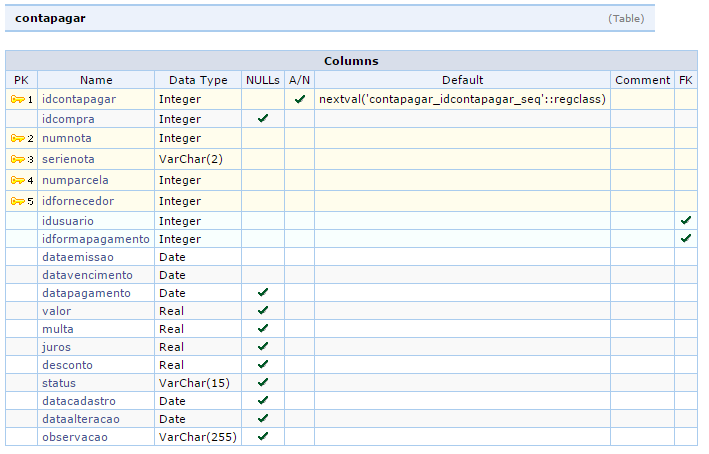 contapagar (Table)
Columns
PK Name Data Type NULLs A/N Default Comment FK
1 idcontapagar Integer nextval('contapagar_idcontapagar_seq'::regclass)
idcompra Integer
2 numnota Integer
3 serienota VarChar(2)
4 numparcela Integer
5 idfornecedor Integer
idusuario Integer
idformapagamento Integer
dataemissao Date
datavencimento Date
datapagamento Date
valor Real
multa Real
juros Real
desconto Real
status VarChar(15)
datacadastro Date
dataalteracao Date
observacao VarChar(255)